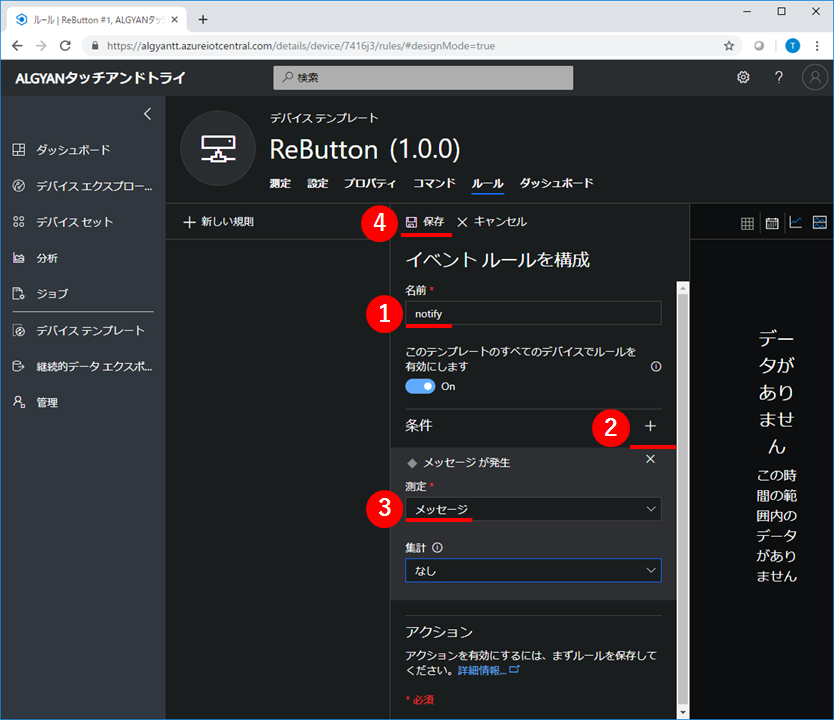 ルール | ReButton #1, ALGYANタッチ
https://algyantt.azureiotcentral.com/details/device/7416j3/rules/#designMode=true
T
ALGYANタッチアンドトライ
検索
?
ダッシュボード
デバイス エクスプロー...
デバイス セット
分析
ジョブ
デバイス テンプレート
継続的データ エクスポ...
管理
デバイス テンプレート
ReButton (1.0.0)
測定 設定 プロパティ コマンド ルール ダッシュボード
新しい規則
4 保存 キャンセル
イベント ルールを構成
名前 *
1 notify
このテンプレートのすべてのデバイスでルールを
有効にします
On
条件 2
メッセージ が発生
測定 *
3 メッセージ
集計
なし
アクション
アクションを有効にするには、まずルールを保存して
ください。詳細情報...
* 必須
デー
タが
あり
ませ
ん
この時
間の範
囲内の
データ
があり
ません